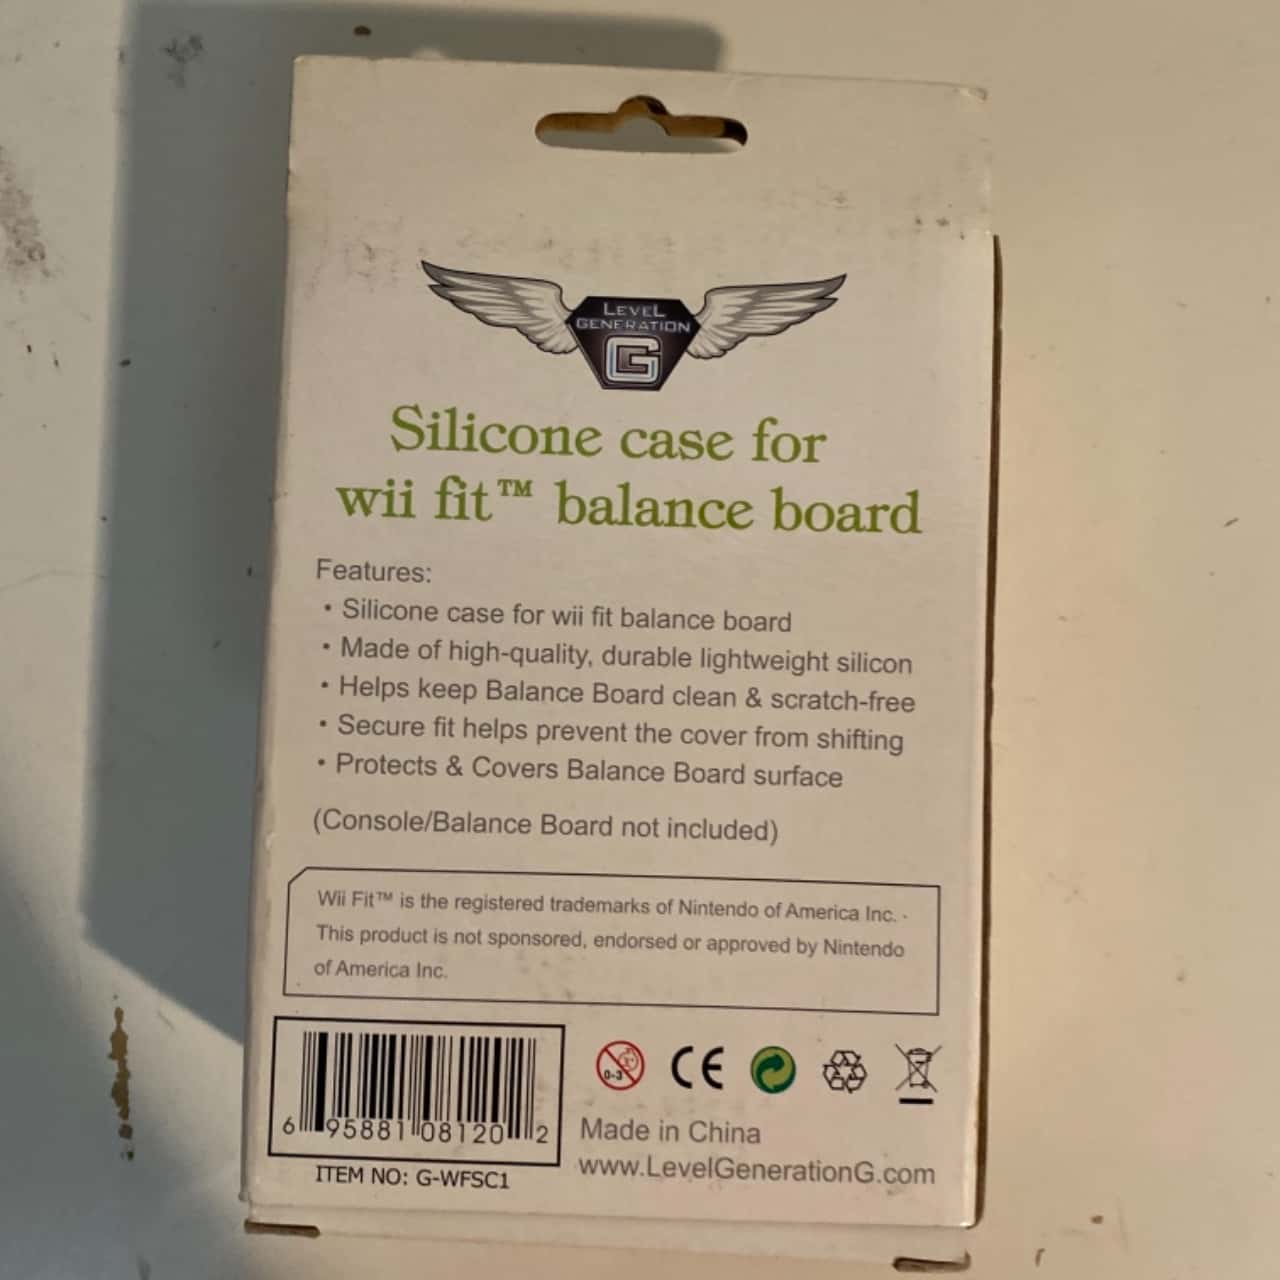 LEVEL
GENERATION
G
Silicone case for
wii fit™ balance board
Features:
• Silicone case for wii fit balance board
• Made of high-quality, durable lightweight silicon
• Helps keep Balance Board clean & scratch-free
• Secure fit helps prevent the cover from shifting
• Protects & Covers Balance Board surface
(Console/Balance Board not included)
Wii Fit™ is the registered trademarks of Nintendo of America Inc. ·
This product is not sponsored, endorsed or approved by Nintendo
of America Inc.
0-3
CE
6 95881 08120 2
Made in China
ITEM NO: G-WFSC1
www.LevelGenerationG.com